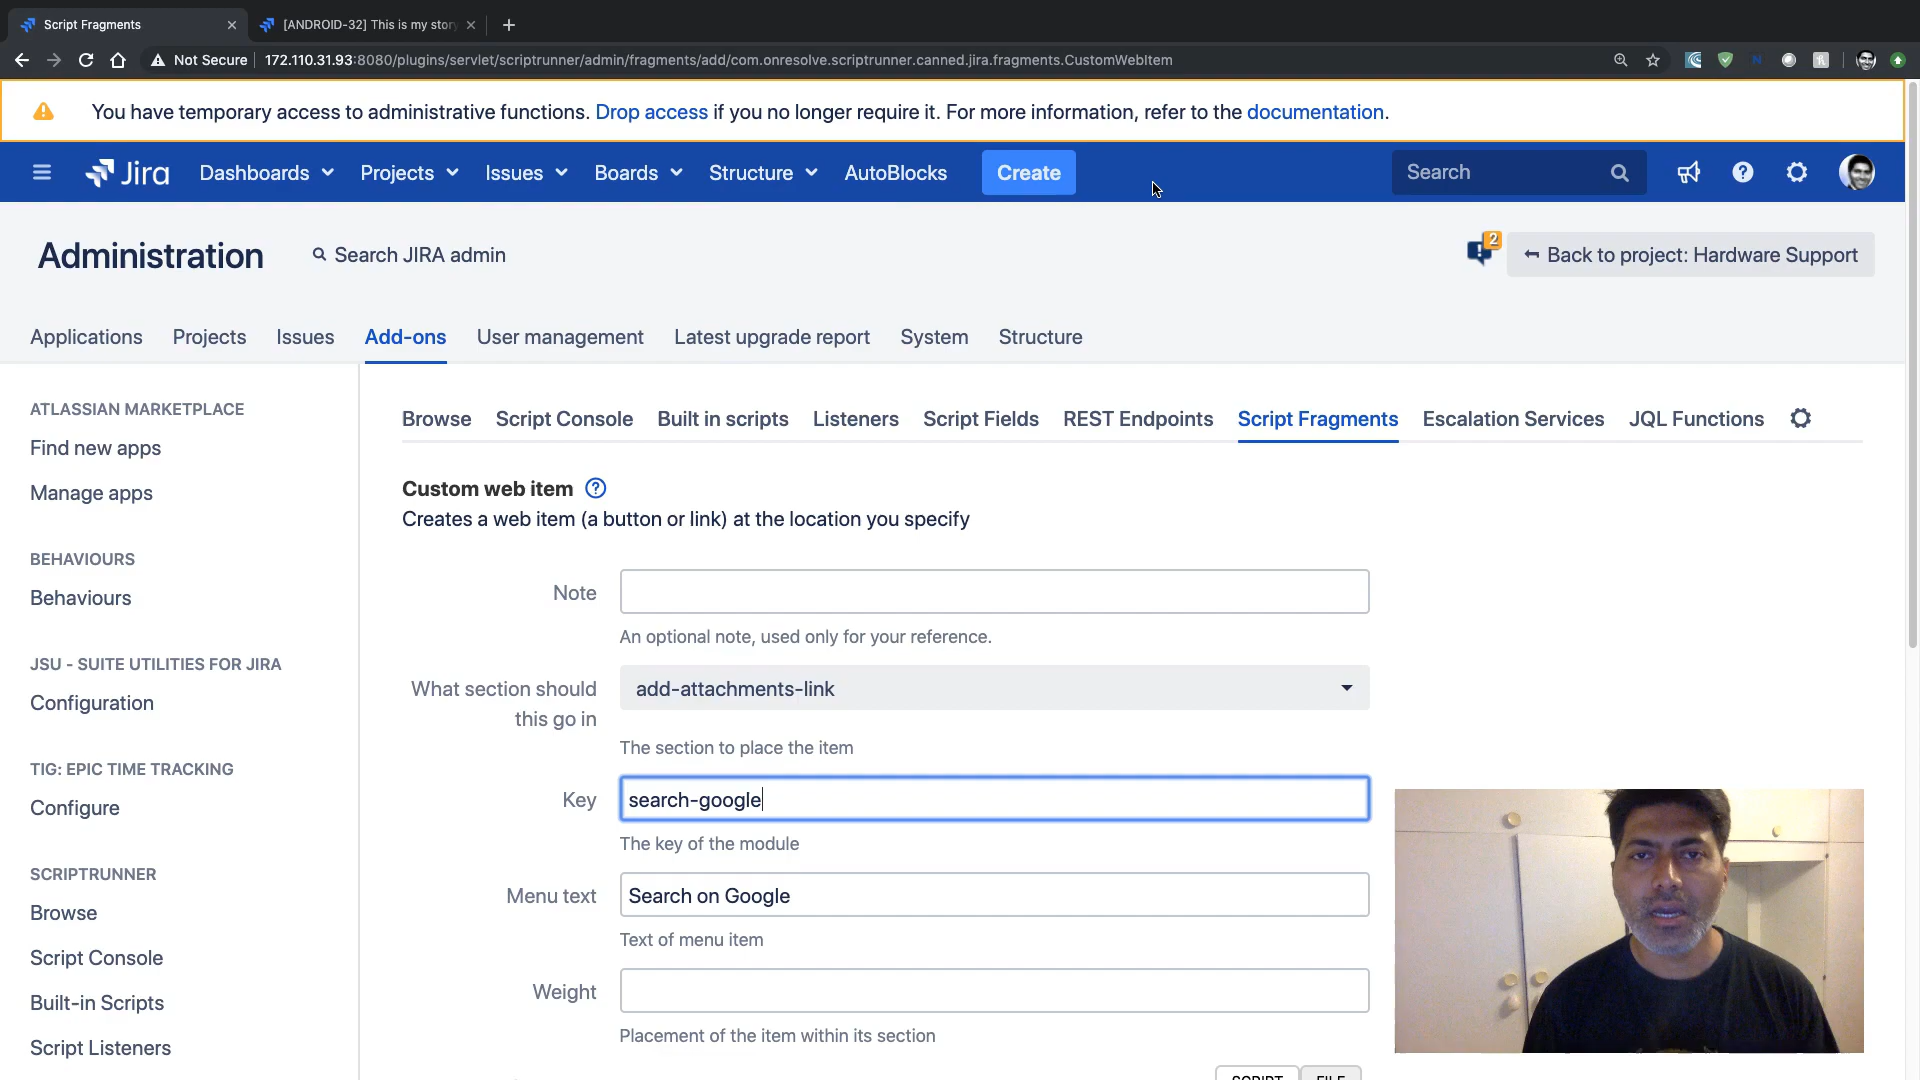 Script Fragments
[ANDROID-32] This is my story
Not Secure
172.110.31.93:8080/plugins/servlet/scriptrunner/admin/fragments/add/com.onresolve.scriptrunner.canned.jira.fragments.CustomWebItem
You have temporary access to administrative functions. Drop access if you no longer require it. For more information, refer to the documentation.
Jira
Dashboards
Projects
Issues
Boards
Structure
AutoBlocks
Create
Search
Administration
Search JIRA admin
2
Back to project: Hardware Support
Applications
Projects
Issues
Add-ons
User management
Latest upgrade report
System
Structure
ATLASSIAN MARKETPLACE
Find new apps
Manage apps
BEHAVIOURS
Behaviours
JSU - SUITE UTILITIES FOR JIRA
Configuration
TIG: EPIC TIME TRACKING
Configure
SCRIPTRUNNER
Browse
Script Console
Built-in Scripts
Script Listeners
Browse
Script Console
Built in scripts
Listeners
Script Fields
REST Endpoints
Script Fragments
Escalation Services
JQL Functions
Custom web item
Creates a web item (a button or link) at the location you specify
Note
An optional note, used only for your reference.
What section should
this go in
add-attachments-link
The section to place the item
Key
search-google
The key of the module
Menu text
Search on Google
Text of menu item
Weight
Placement of the item within its section
SCRIPT
FILE